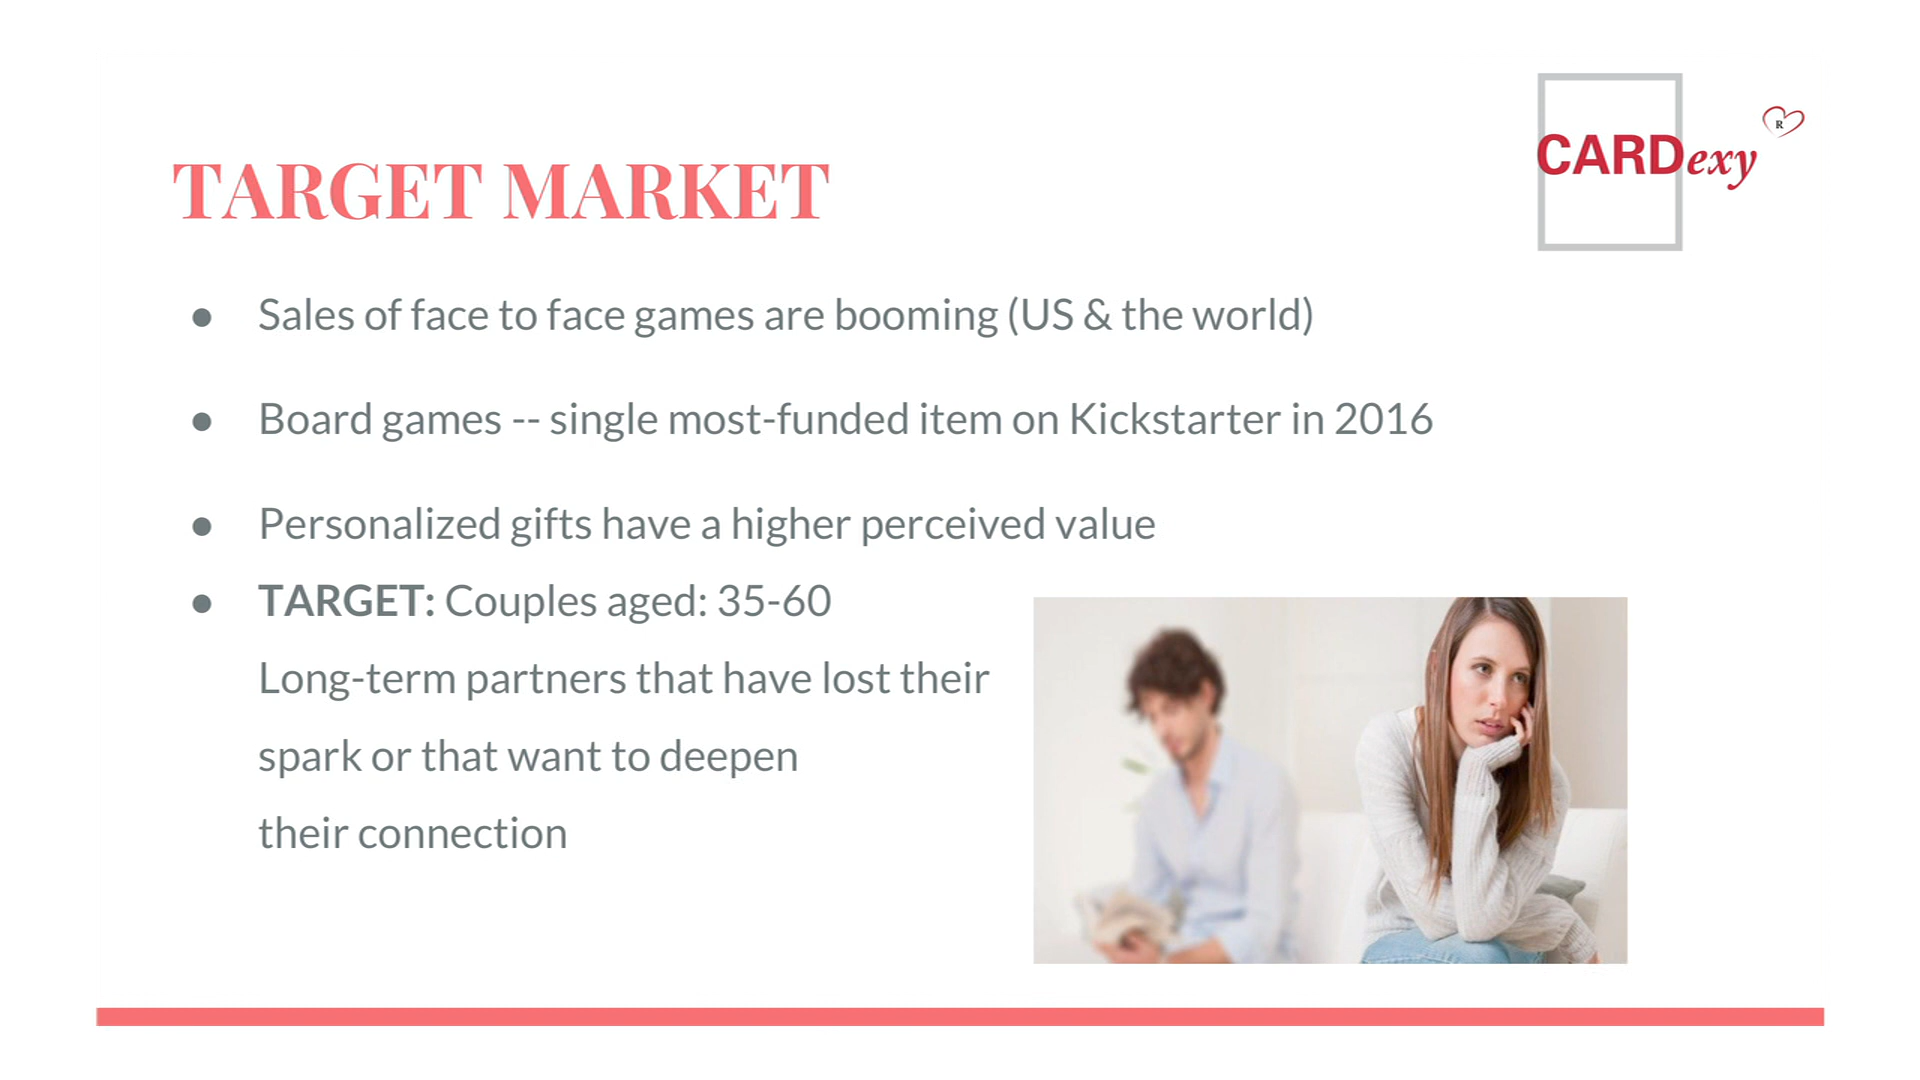 CARDexy
R
TARGET MARKET
● Sales of face to face games are booming (US & the world)
● Board games -- single most-funded item on Kickstarter in 2016
● Personalized gifts have a higher perceived value
● TARGET: Couples aged: 35-60
Long-term partners that have lost their
spark or that want to deepen
their connection